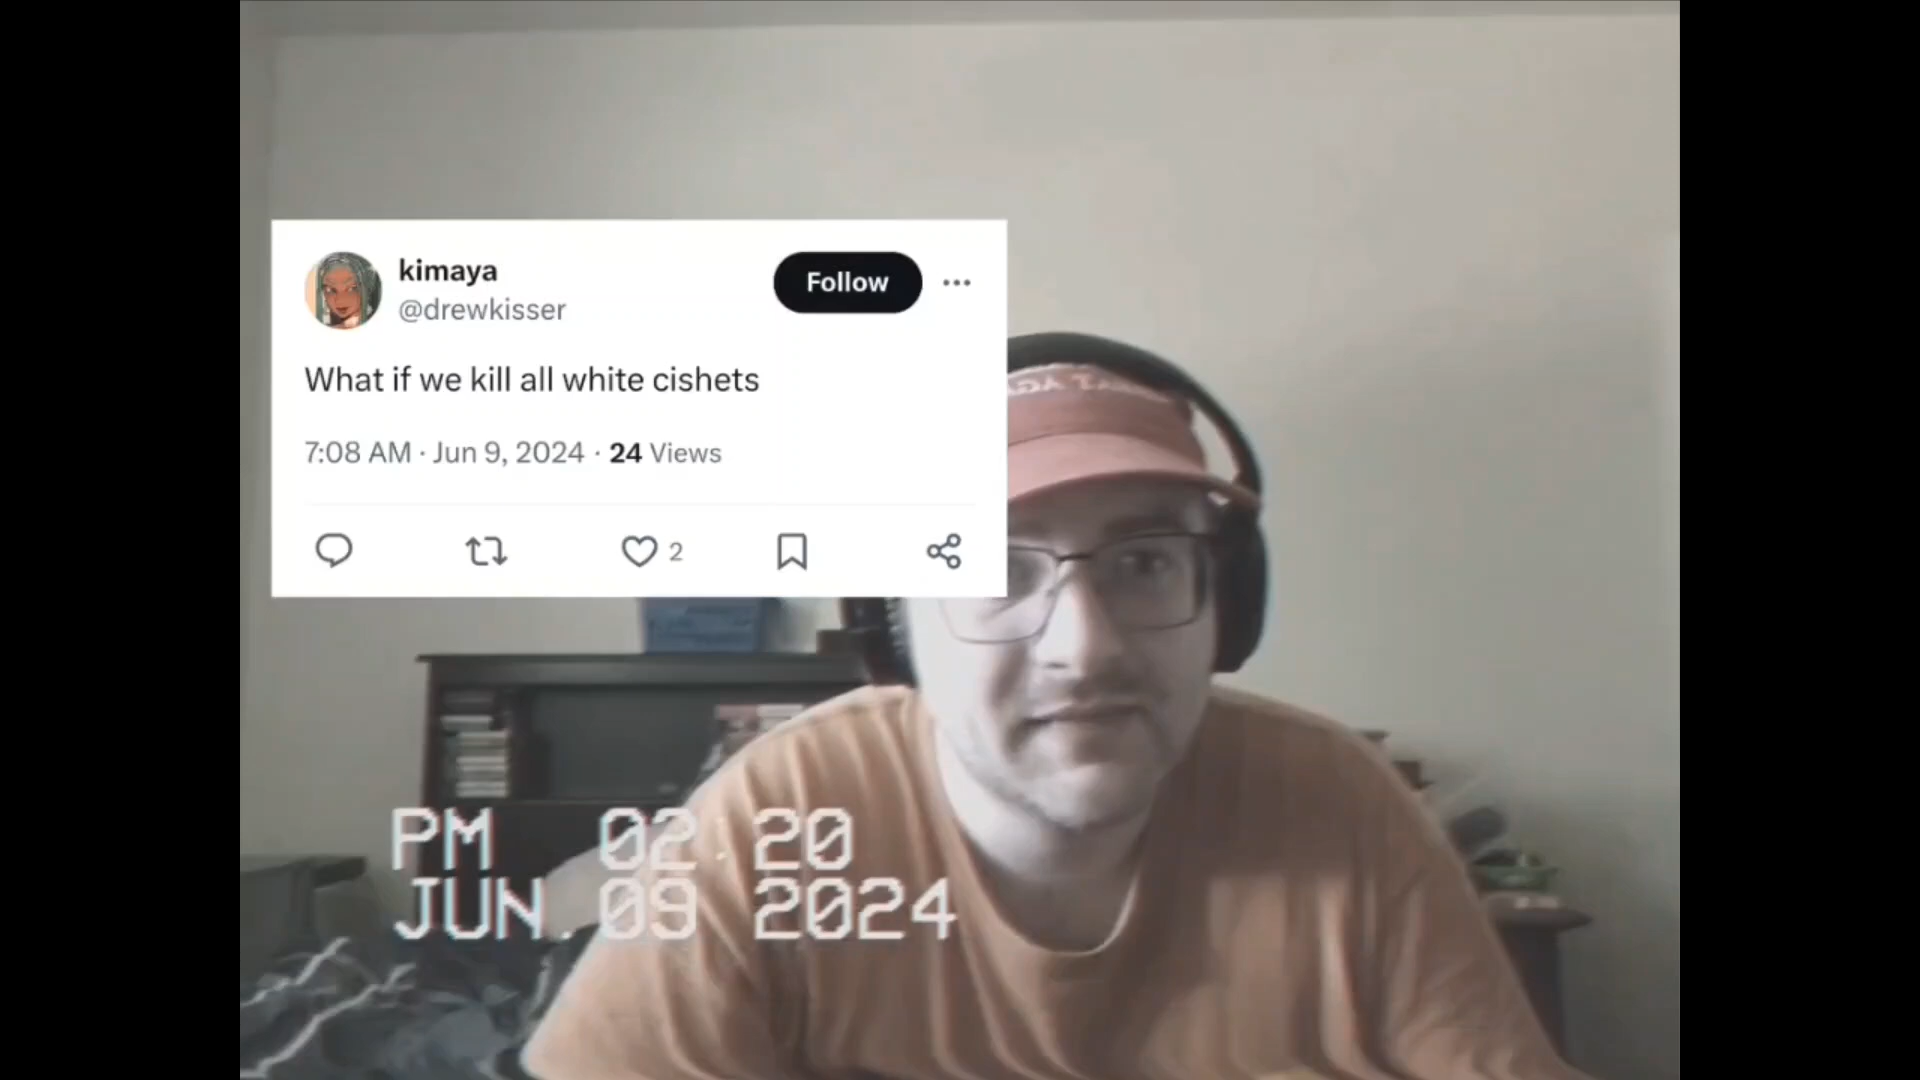 kimaya
@drewkisser
Follow
What if we kill all white cishets
7:08 AM · Jun 9, 2024 · 24 Views
2
PM 02:20
JUN. 09 2024